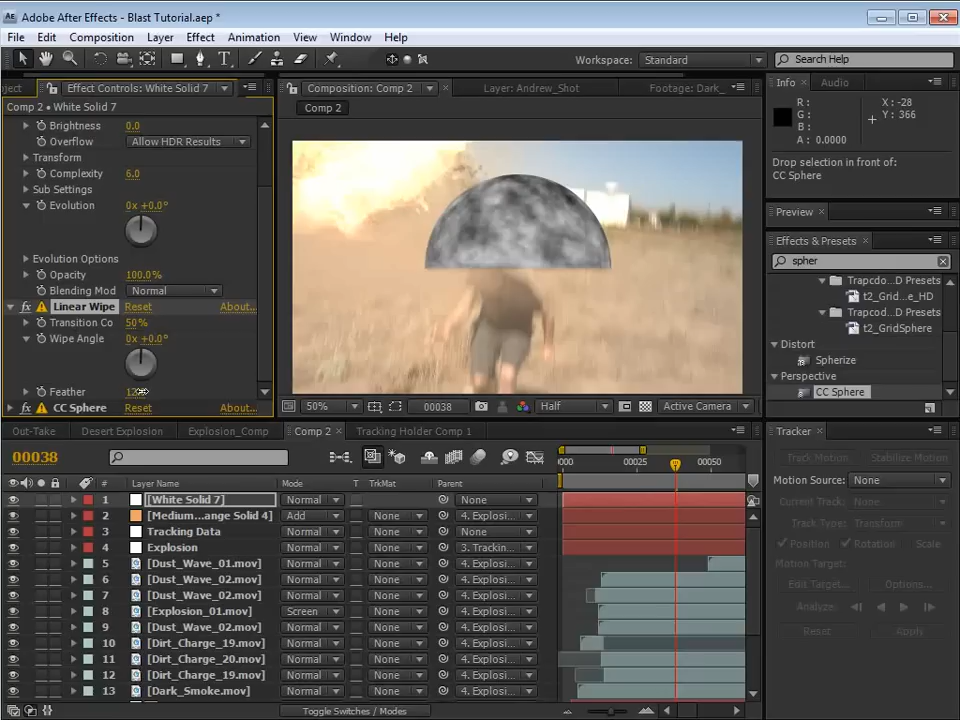 Adobe After Effects - Blast Tutorial.aep *
File Edit Composition Layer Effect Animation View Window Help
Workspace: Standard Search Help
oject Effect Controls: White Solid 7 Composition: Comp 2 Layer: Andrew_Shot Footage: Dark_ Info Audio
Comp 2 • White Solid 7
Comp 2
R :
G :
B :
A : 0.0000
X : -28
Y : 366
Drop selection in front of:
CC Sphere
Preview
Effects & Presets
spher
Trapcdo...D Presets
t2_Grid...e_HD
Trapcdo...D Presets
t2_GridSphere
Distort
Spherize
Perspective
CC Sphere
Brightness 0.0
Overflow Allow HDR Results
Transform
Complexity 6.0
Sub Settings
Evolution 0x +0.0°
Evolution Options
Opacity 100.0%
Blending Mod Normal
fx Linear Wipe Reset About...
Transition Co 50%
Wipe Angle 0x +0.0°
Feather
fx CC Sphere Reset About...
50% 00038 Half Active Camera
Out-Take Desert Explosion Explosion_Comp Comp 2 Tracking Holder Comp 1
00038
:000 00025 00050
# Layer Name Mode T TrkMat Parent
1 [White Solid 7] Normal None
2 [Medium...ange Solid 4] Add None 4. Explosi...
3 Tracking Data Normal None None
4 Explosion Normal None 3. Trackin...
5 [Dust_Wave_01.mov] Normal None 4. Explosi...
6 [Dust_Wave_02.mov] Normal None 4. Explosi...
7 [Dust_Wave_02.mov] Normal None 4. Explosi...
8 [Explosion_01.mov] Screen None 4. Explosi...
9 [Dust_Wave_02.mov] Normal None 4. Explosi...
10 [Dirt_Charge_19.mov] Normal None 4. Explosi...
11 [Dirt_Charge_20.mov] Normal None 4. Explosi...
12 [Dirt_Charge_19.mov] Normal None 4. Explosi...
13 [Dark_Smoke.mov] Normal None 4. Explosi...
Toggle Switches / Modes
Tracker
Track Motion Stabilize Motion
Motion Source: None
Current Track: None
Track Type: Transform
Position Rotation Scale
Motion Target:
Edit Target... Options...
Analyze:
Reset Apply